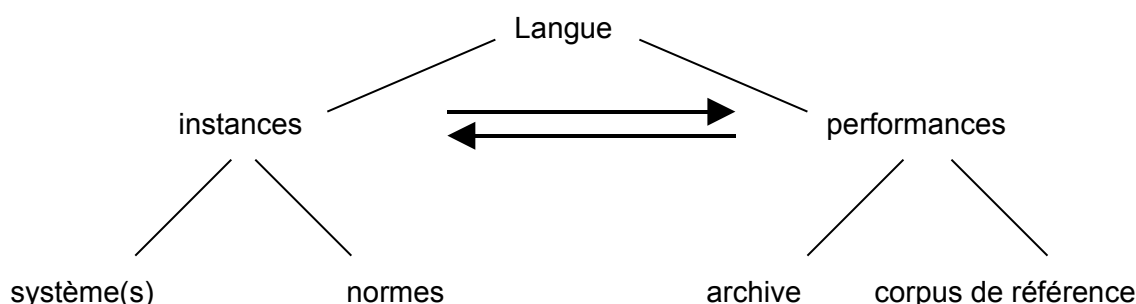 Langue
instances performances
système(s) normes archive corpus de référence